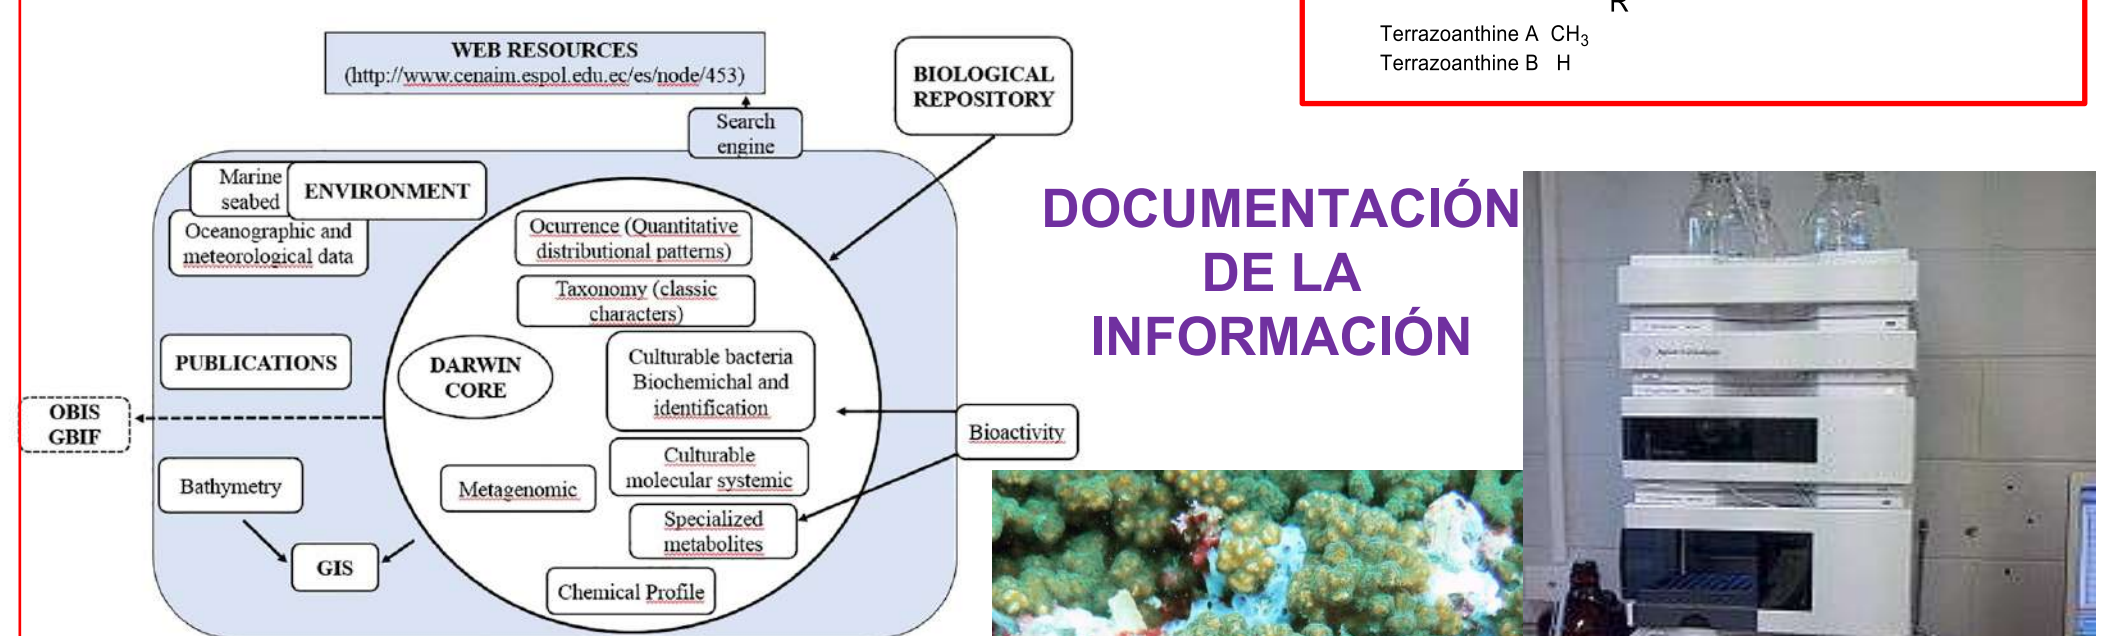 R
Terrazoanthine A CH₃
Terrazoanthine B H
WEB RESOURCES
(http://www.cenaim.espol.edu.ec/es/node/453)
BIOLOGICAL
REPOSITORY
Search
engine
Marine
seabed
ENVIRONMENT
Oceanographic and
meteorological data
Ocurrence (Quantitative
distributional patterns)
Taxonomy (classic
characters)
PUBLICATIONS
DARWIN
CORE
Culturable bacteria
Biochemichal and
identification
OBIS
GBIF
Bioactivity
Culturable
molecular systemic
Bathymetry
Metagenomic
Specialized
metabolites
GIS
Chemical Profile
DOCUMENTACIÓN
DE LA
INFORMACIÓN